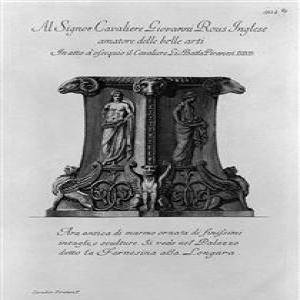 Al Signor Cavaliere Giovanni Rous Inglese
amatore delle belle arti
In atto d'ossequio il Cavaliere Gio. Batta Piranesi D.D.D.
Ara antica di marmo ornata di finissimi
intagli, e sculture. Si vede nel Palazzo
detto la Farnesina alla Longara
Cavalier Piranesi F.